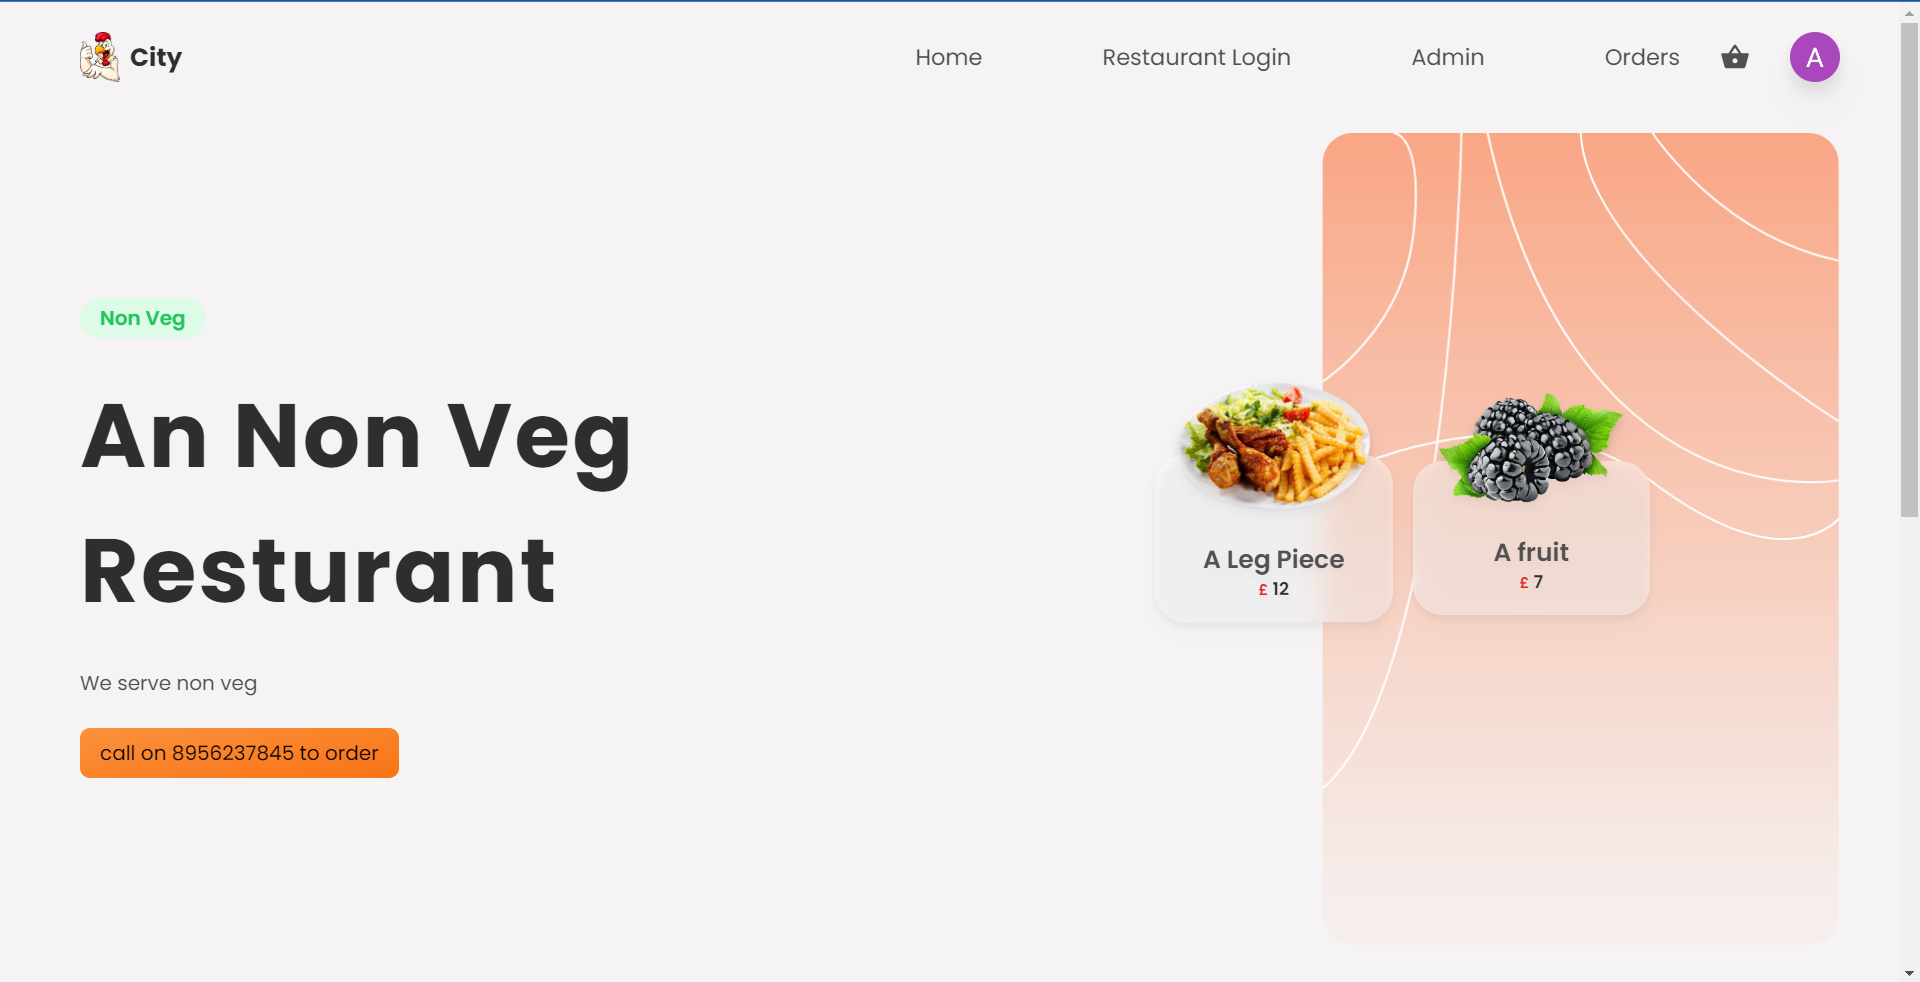 City
Home
Restaurant Login
Admin
Orders
A
Non Veg
An Non Veg
Resturant
We serve non veg
call on 8956237845 to order
A Leg Piece
£ 12
A fruit
£ 7